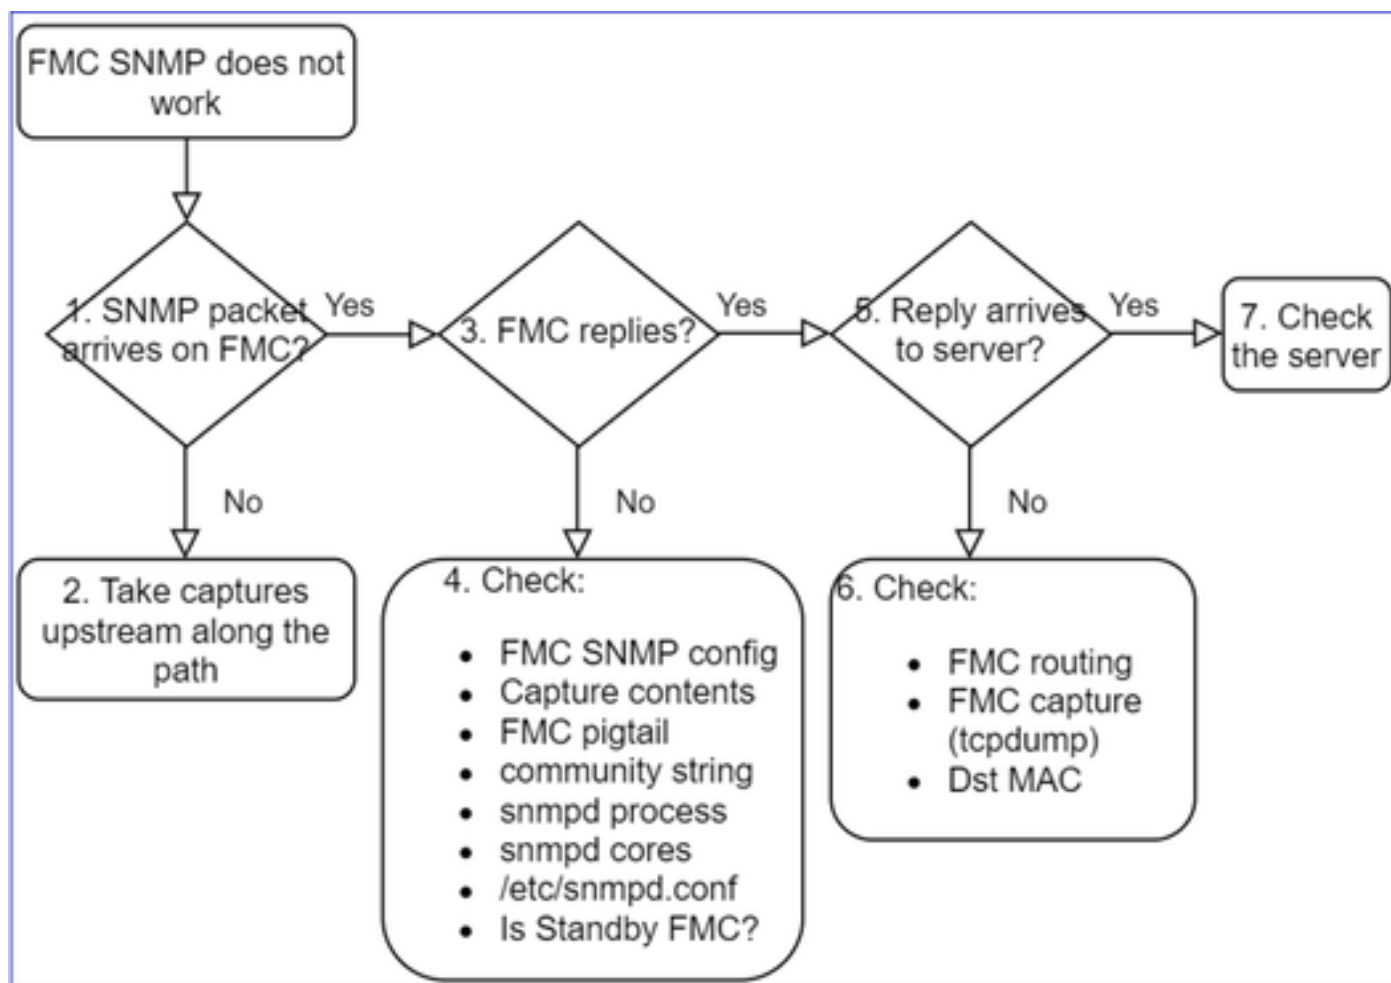 FMC SNMP does not
work
1. SNMP packet
arrives on FMC?
Yes
3. FMC replies?
Yes
5. Reply arrives
to server?
Yes
7. Check
the server
No
No
No
2. Take captures
upstream along the
path
4. Check:
• FMC SNMP config
• Capture contents
• FMC pigtail
• community string
• snmpd process
• snmpd cores
• /etc/snmpd.conf
• Is Standby FMC?
6. Check:
• FMC routing
• FMC capture
(tcpdump)
• Dst MAC